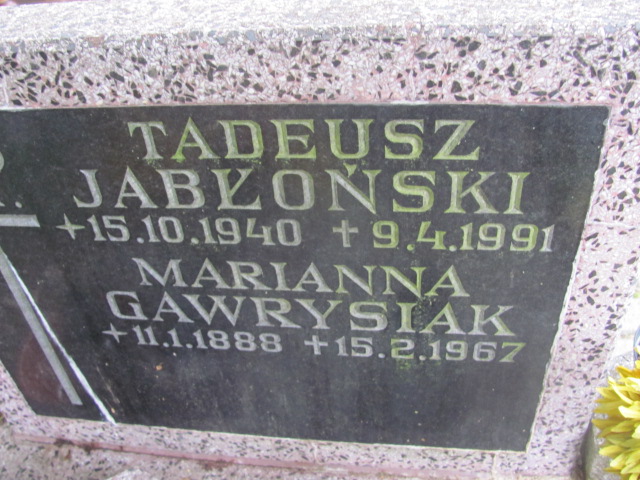 TADEUSZ
JABŁOŃSKI
+15.10.1940 +9.4.1991
MARIANNA
GAWRYSIAK
+11.1.1888 +15.2.1967